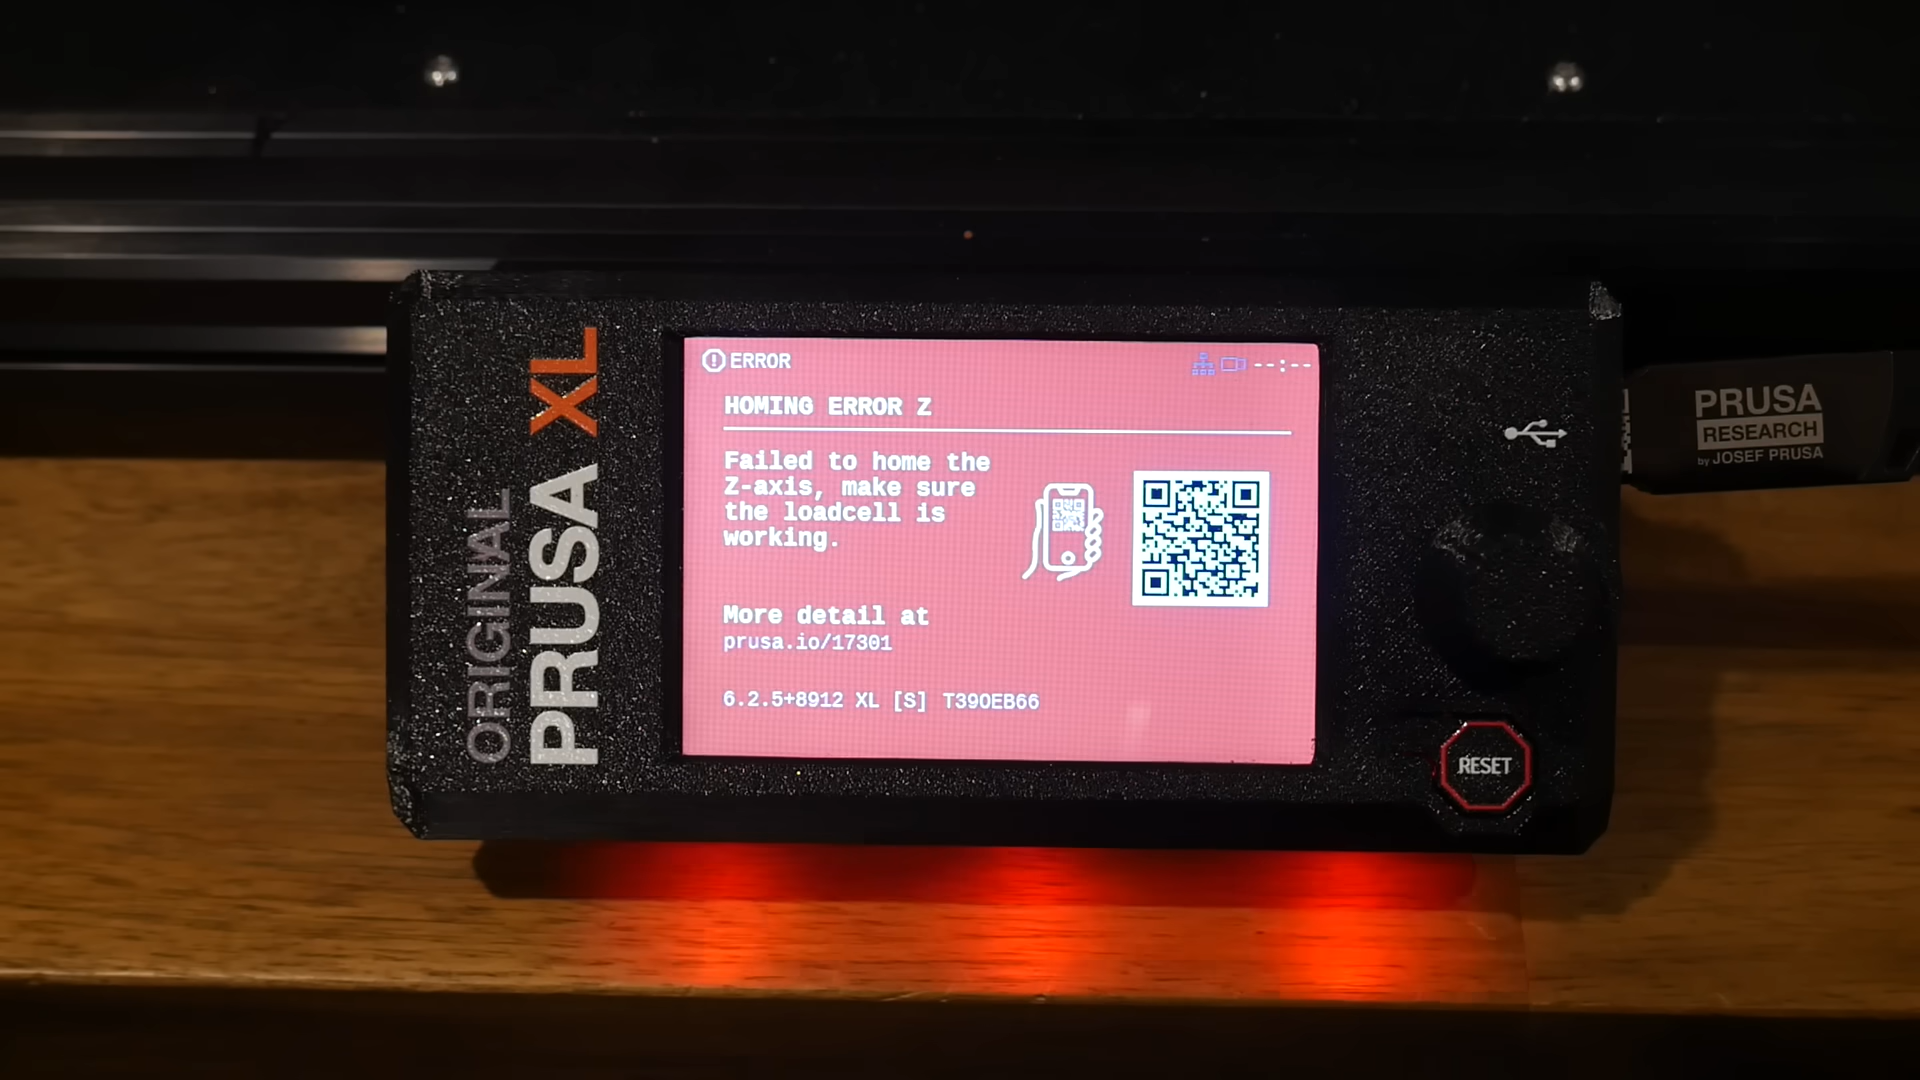 ORIGINAL
PRUSA XL
ERROR
--:--
HOMING ERROR Z
Failed to home the
Z-axis, make sure
the loadcell is
working.
More detail at
prusa.io/17301
6.2.5+8912 XL [S] T390EB66
RESET
PRUSA
RESEARCH
by JOSEF PRUSA